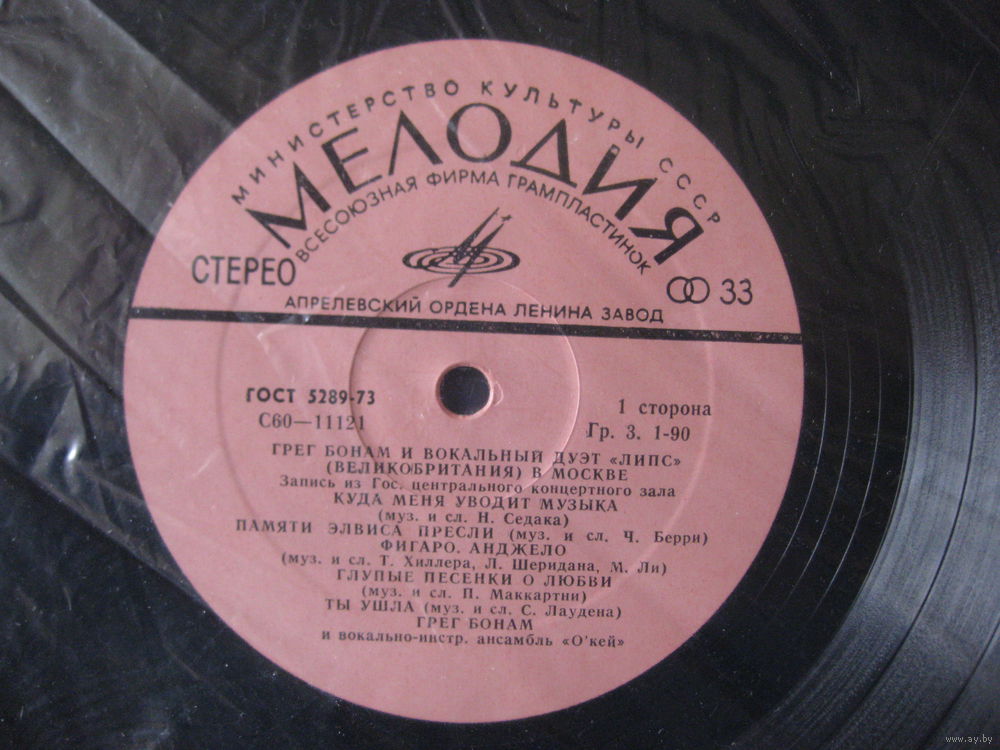 МИНИСТЕРСТВО КУЛЬТУРЫ СССР
МЕЛОДИЯ
ВСЕСОЮЗНАЯ ФИРМА ГРАМПЛАСТИНОК
СТЕРЕО
33
АПРЕЛЕВСКИЙ ОРДЕНА ЛЕНИНА ЗАВОД
ГОСТ 5289-73
1 сторона
С60—11121
Гр. 3. 1-90
ГРЕГ БОНАМ И ВОКАЛЬНЫЙ ДУЭТ «ЛИПС»
(ВЕЛИКОБРИТАНИЯ) В МОСКВЕ
Запись из Гос. центрального концертного зала
КУДА МЕНЯ УВОДИТ МУЗЫКА
(муз. и сл. Н. Седака)
ПАМЯТИ ЭЛВИСА ПРЕСЛИ (муз. и сл. Ч. Берри)
ФИГАРО. АНДЖЕЛО
(муз. и сл. Т. Хиллера, Л. Шеридана, М. Ли)
ГЛУПЫЕ ПЕСЕНКИ О ЛЮБВИ
(муз. и сл. П. Маккартни)
ТЫ УШЛА (муз. и сл. С. Лаудена)
ГРЕГ БОНАМ
и вокально-инстр. ансамбль «О'кей»
www.ay.by